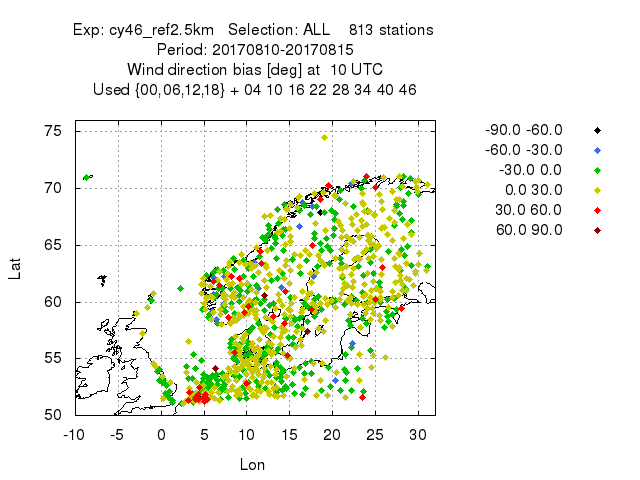 Exp: cy46_ref2.5km   Selection: ALL    813 stations
Period: 20170810-20170815
Wind direction bias [deg] at  10 UTC
Used {00,06,12,18} + 04 10 16 22 28 34 40 46
75
70
65
60
55
50
Lat
-10 -5 0 5 10 15 20 25 30
Lon
-90.0 -60.0
-60.0 -30.0
-30.0 0.0
0.0 30.0
30.0 60.0
60.0 90.0